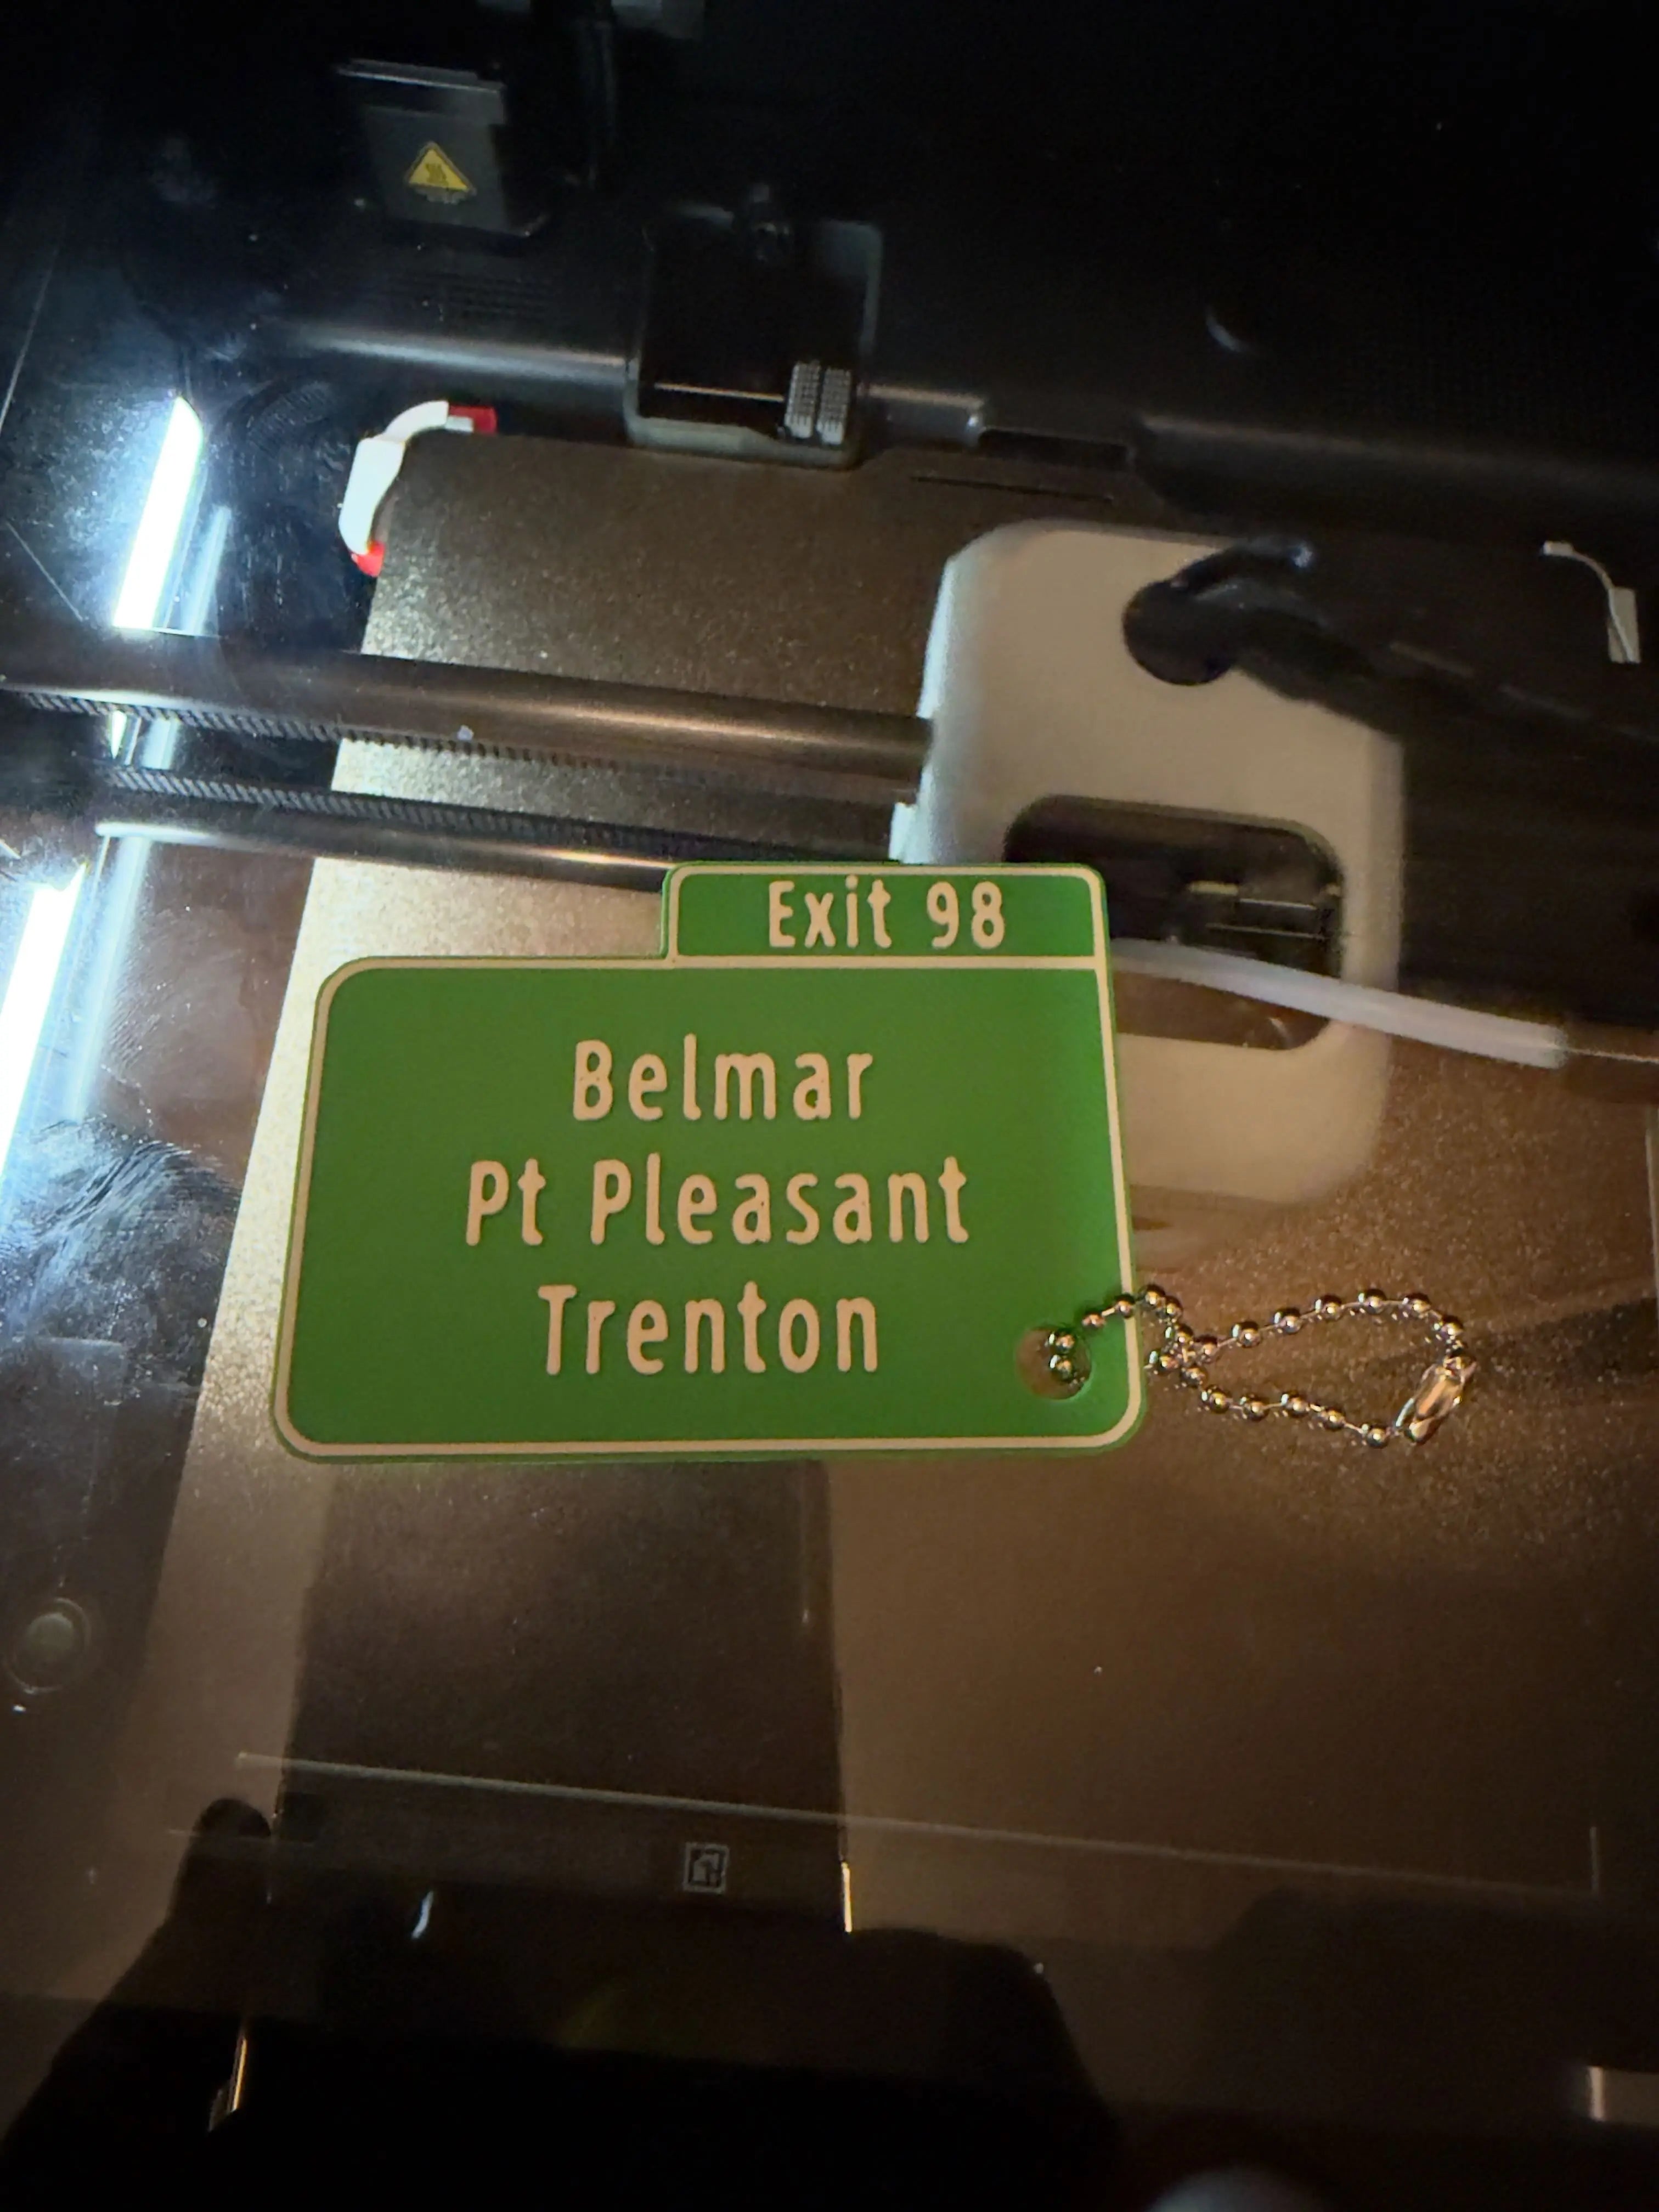 Exit 98
Belmar
Pt Pleasant
Trenton